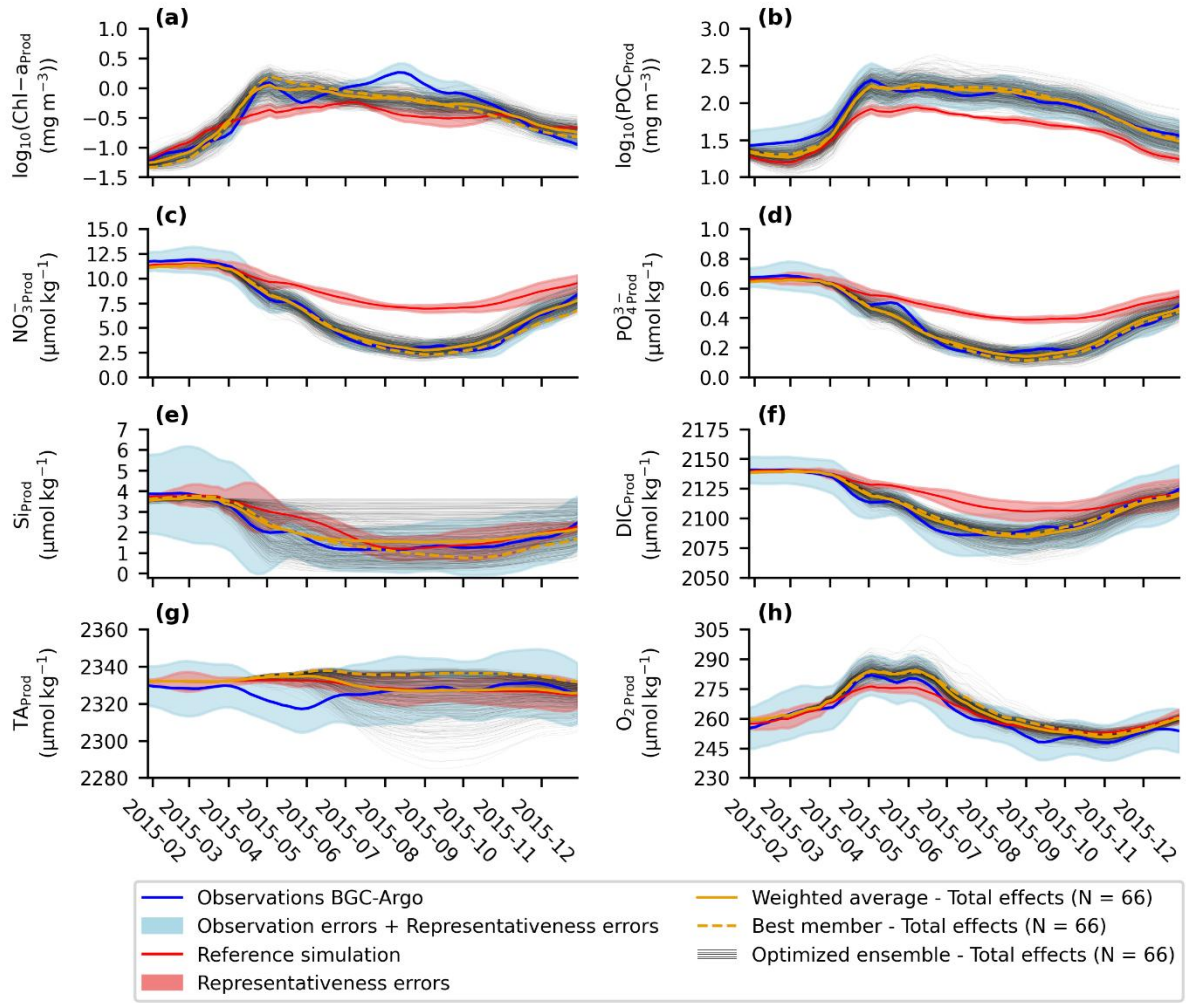 (a)
log₁₀(Chl−aProd)
(mg m⁻³))
1.0
0.5
0.0
−0.5
−1.0
−1.5
(b)
log₁₀(POCProd)
(mg m⁻³))
3.0
2.5
2.0
1.5
1.0
(c)
NO₃⁻Prod
(µmol kg⁻¹)
15.0
12.5
10.0
7.5
5.0
2.5
0.0
(d)
PO₄³⁻Prod
(µmol kg⁻¹)
1.0
0.8
0.6
0.4
0.2
0.0
(e)
SiProd
(µmol kg⁻¹)
7
6
5
4
3
2
1
0
(f)
DICProd
(µmol kg⁻¹)
2175
2150
2125
2100
2075
2050
(g)
TAProd
(µmol kg⁻¹)
2360
2340
2320
2300
2280
(h)
O₂ Prod
(µmol kg⁻¹)
305
290
275
260
245
230
2015-02
2015-03
2015-04
2015-05
2015-06
2015-07
2015-08
2015-09
2015-10
2015-11
2015-12
2015-02
2015-03
2015-04
2015-05
2015-06
2015-07
2015-08
2015-09
2015-10
2015-11
2015-12
Observations BGC-Argo
Observation errors + Representativeness errors
Reference simulation
Representativeness errors
Weighted average - Total effects (N = 66)
Best member - Total effects (N = 66)
Optimized ensemble - Total effects (N = 66)